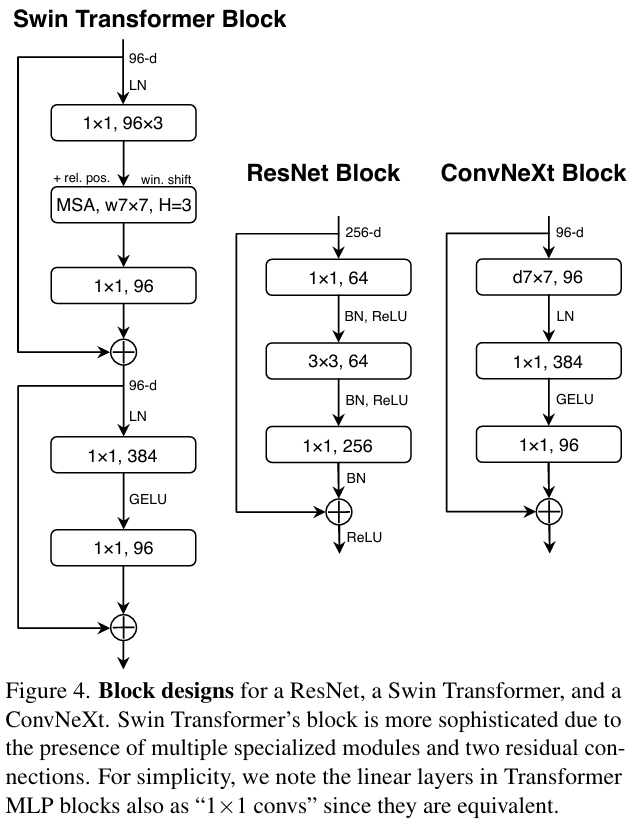 Swin Transformer Block
96-d
LN
1×1, 96×3
+ rel. pos.
win. shift
MSA, w7×7, H=3
1×1, 96
96-d
LN
1×1, 384
GELU
1×1, 96
ResNet Block
256-d
1×1, 64
BN, ReLU
3×3, 64
BN, ReLU
1×1, 256
BN
ReLU
ConvNeXt Block
96-d
d7×7, 96
LN
1×1, 384
GELU
1×1, 96
Figure 4. Block designs for a ResNet, a Swin Transformer, and a
ConvNeXt. Swin Transformer's block is more sophisticated due to
the presence of multiple specialized modules and two residual con-
nections. For simplicity, we note the linear layers in Transformer
MLP blocks also as “1×1 convs” since they are equivalent.